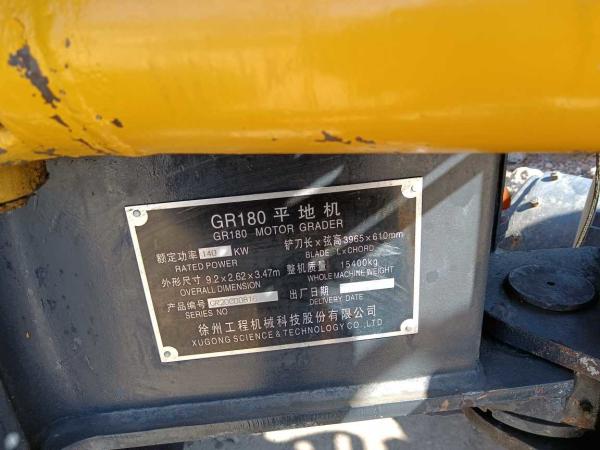 GR180 平地机
GR180 MOTOR GRADER
额定功率 140 KW 铲刀长×弦高 3965×610mm
RATED POWER BLADE L×CHORD
外形尺寸 9.2×2.62×3.47m 整机质量 15400kg
OVERALL DIMENSION WHOLE MACHINE WEIGHT
产品编号 出厂日期
SERIES NO DELIVERY DATE
徐州工程机械科技股份有限公司
XUGONG SCIENCE & TECHNOLOGY CO.,LTD